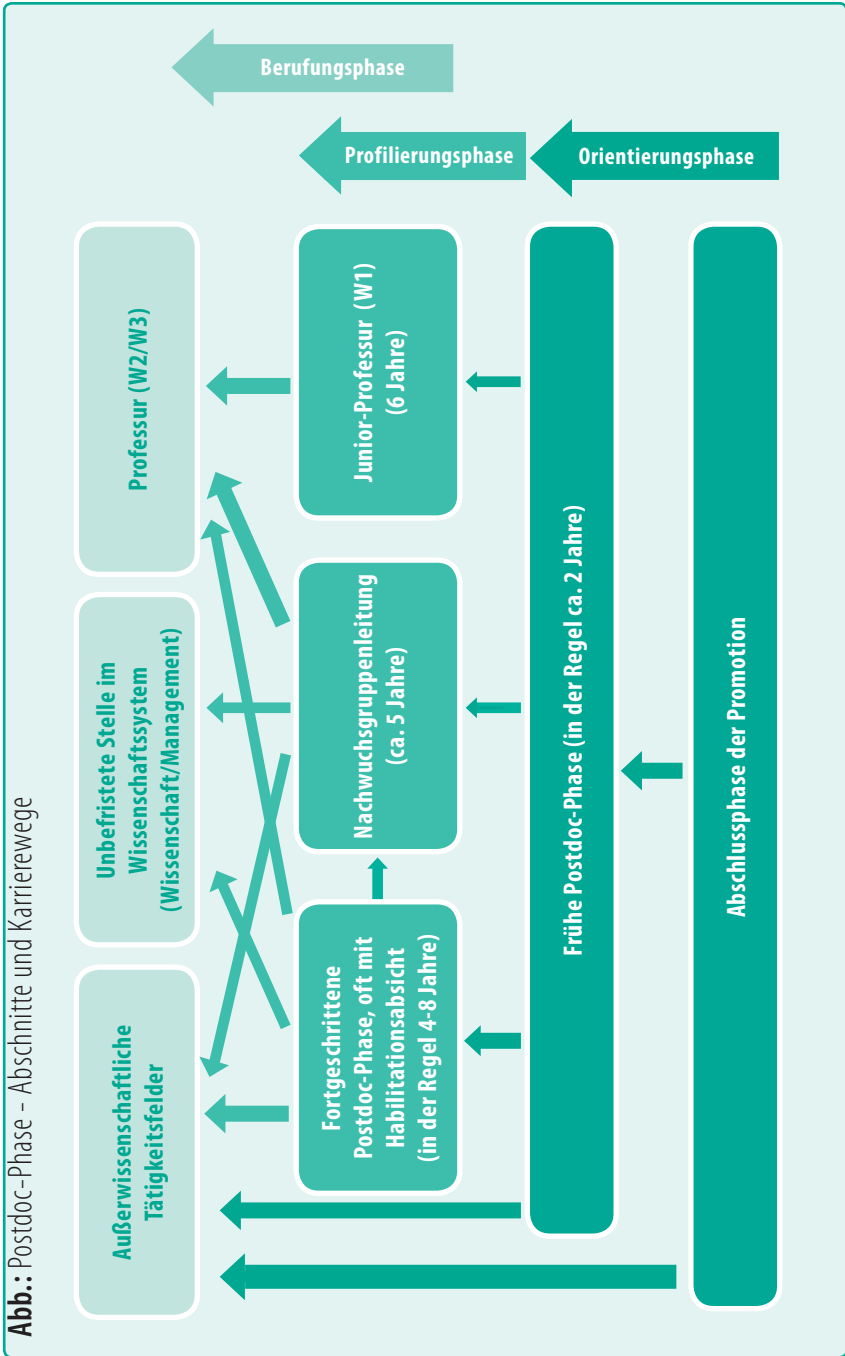 Abb.: Postdoc-Phase – Abschnitte und Karrierewege
Außerwissenschaftliche
Tätigkeitsfelder
Unbefristete Stelle im
Wissenschaftssystem
(Wissenschaft/Management)
Professur (W2/W3)
Berufungsphase
Fortgeschrittene
Postdoc-Phase, oft mit
Habilitationsabsicht
(in der Regel 4-8 Jahre)
Nachwuchsgruppenleitung
(ca. 5 Jahre)
Junior-Professur (W1)
(6 Jahre)
Profilierungsphase
Frühe Postdoc-Phase (in der Regel ca. 2 Jahre)
Orientierungsphase
Abschlussphase der Promotion